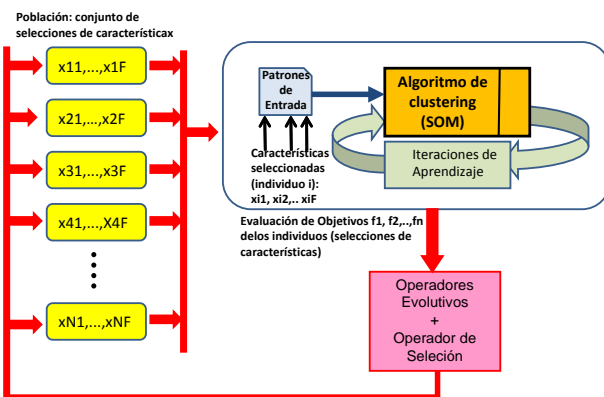 Población: conjunto de
selecciones de característicax
x11,...,x1F
x21,...,x2F
x31,...,x3F
x41,...,X4F
xN1,...,xNF
Patrones
de
Entrada
Algoritmo de
clustering
(SOM)
Iteraciones de
Aprendizaje
Características
seleccionadas
(individuo i):
xi1, xi2,.. xiF
Evaluación de Objetivos f1, f2,..,fn
delos individuos (selecciones de
características)
Operadores
Evolutivos
+
Operador de
Seleción